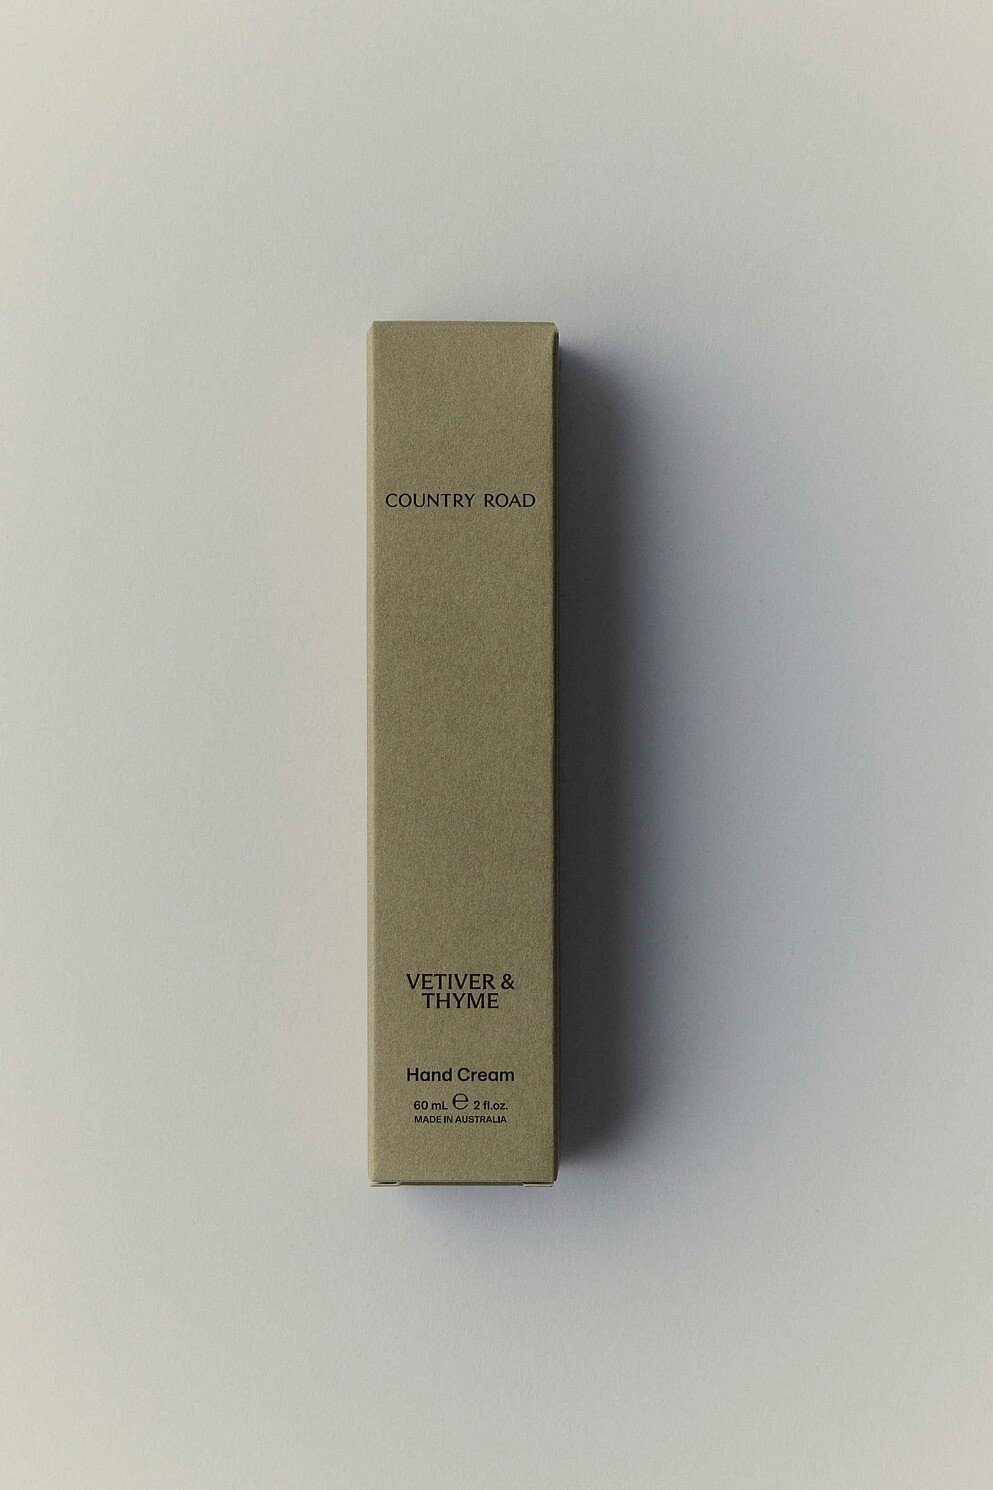 COUNTRY ROAD
VETIVER &
THYME
Hand Cream
60 mL ℮ 2 fl.oz.
MADE IN AUSTRALIA